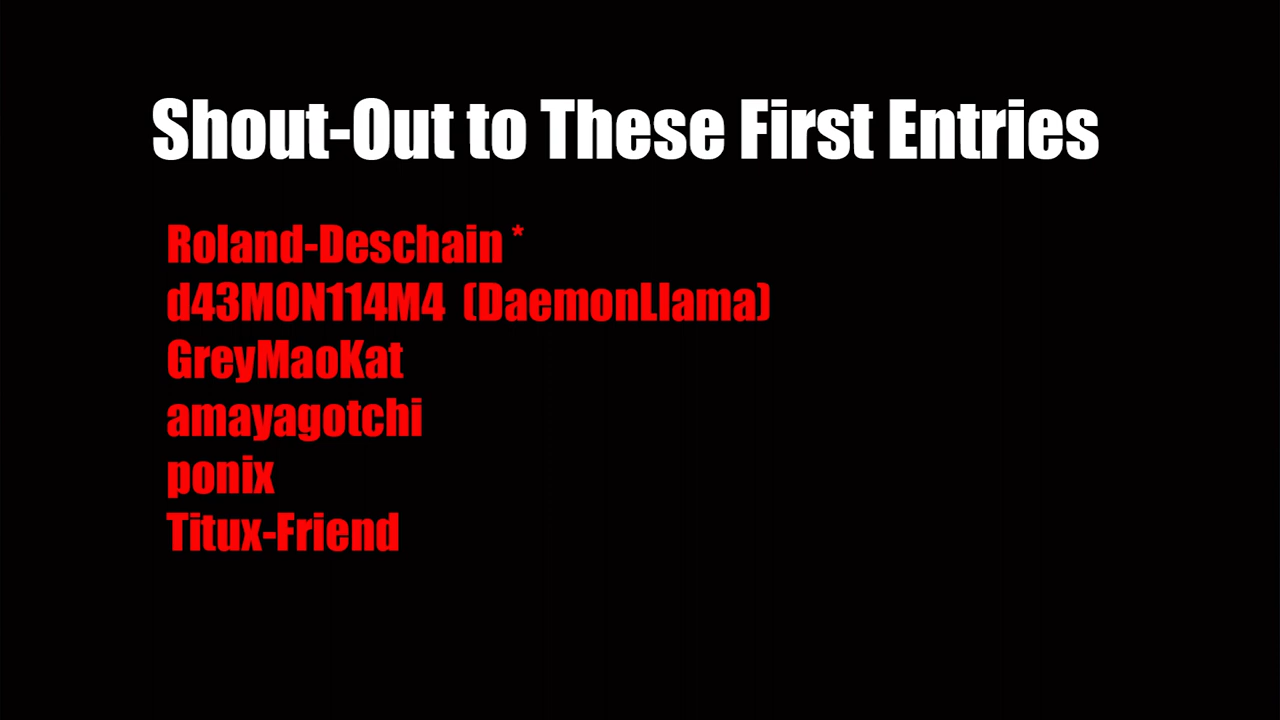 Shout-Out to These First Entries
Roland-Deschain *
d43M0N114M4 (DaemonLlama)
GreyMaoKat
amayagotchi
ponix
Titux-Friend